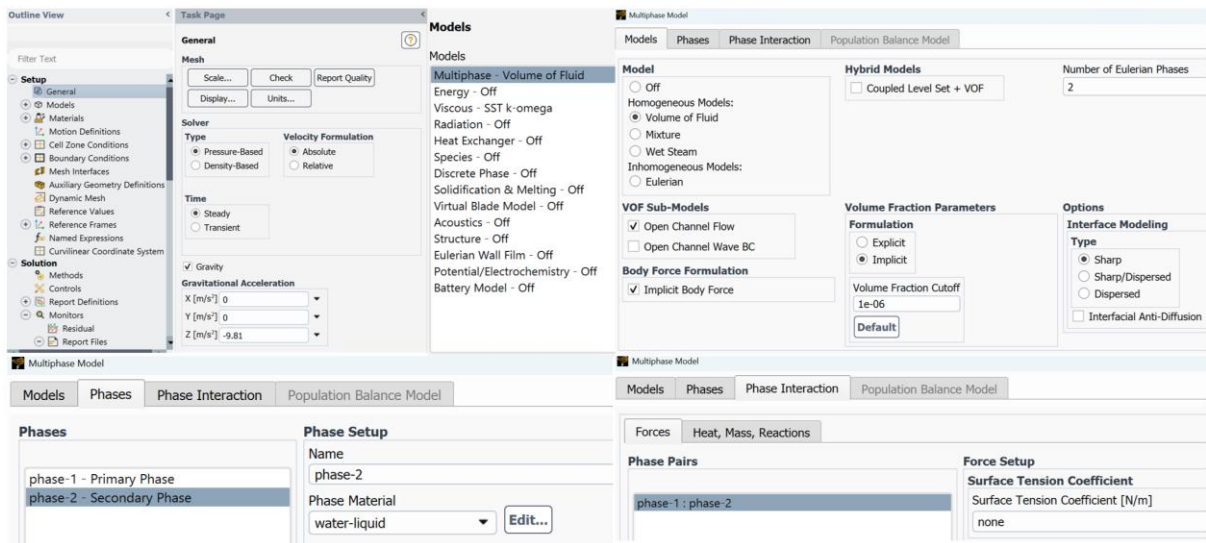 Outline View
Filter Text
Setup
General
Models
Materials
Motion Definitions
Cell Zone Conditions
Boundary Conditions
Mesh Interfaces
Auxiliary Geometry Definitions
Dynamic Mesh
Reference Values
Reference Frames
Named Expressions
Curvilinear Coordinate System
Solution
Methods
Controls
Report Definitions
Monitors
Residual
Report Files
Task Page
General
Mesh
Scale... Check Report Quality
Display... Units...
Solver
Type Velocity Formulation
Pressure-Based Absolute
Density-Based Relative
Time
Steady
Transient
Gravity
Gravitational Acceleration
X [m/s²] 0
Y [m/s²] 0
Z [m/s²] -9.81
Models
Models
Multiphase - Volume of Fluid
Energy - Off
Viscous - SST k-omega
Radiation - Off
Heat Exchanger - Off
Species - Off
Discrete Phase - Off
Solidification & Melting - Off
Virtual Blade Model - Off
Acoustics - Off
Structure - Off
Eulerian Wall Film - Off
Potential/Electrochemistry - Off
Battery Model - Off
Multiphase Model
Models Phases Phase Interaction Population Balance Model
Model Hybrid Models Number of Eulerian Phases
Off Coupled Level Set + VOF 2
Homogeneous Models:
Volume of Fluid
Mixture
Wet Steam
Inhomogeneous Models:
Eulerian
VOF Sub-Models Volume Fraction Parameters Options
Open Channel Flow Formulation Interface Modeling
Open Channel Wave BC Explicit Type
Body Force Formulation Implicit Sharp
Implicit Body Force Volume Fraction Cutoff Sharp/Dispersed
1e-06 Dispersed
Default Interfacial Anti-Diffusion
Multiphase Model
Models Phases Phase Interaction Population Balance Model
Phases Phase Setup
Name
phase-1 - Primary Phase phase-2
phase-2 - Secondary Phase Phase Material
water-liquid Edit...
Multiphase Model
Models Phases Phase Interaction Population Balance Model
Forces Heat, Mass, Reactions
Phase Pairs Force Setup
Surface Tension Coefficient
phase-1 : phase-2 Surface Tension Coefficient [N/m]
none